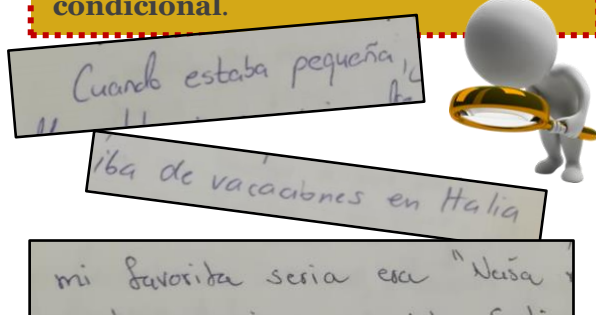 condicional.
Cuando estaba pequeña,
iba de vacaciones en Italia
mi favorita seria esa "Naša